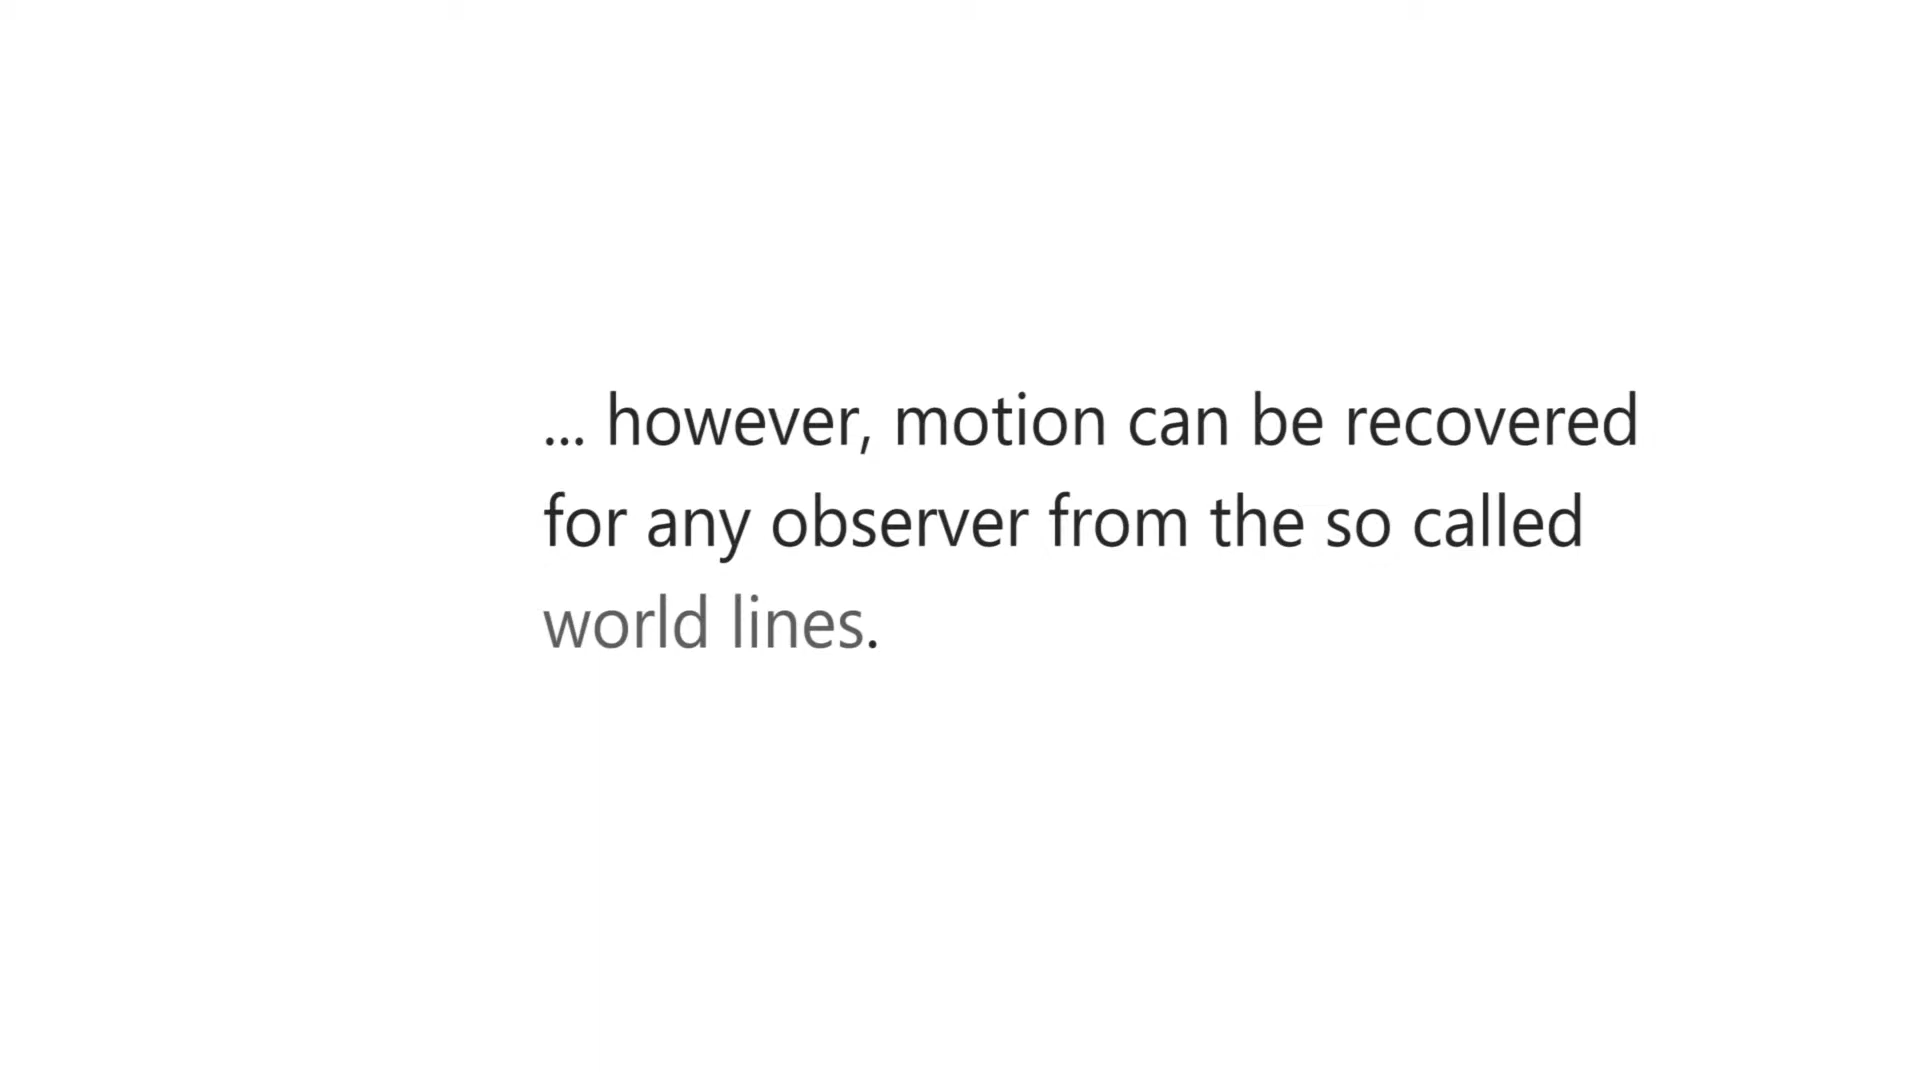 ... however, motion can be recovered
for any observer from the so called
world lines.